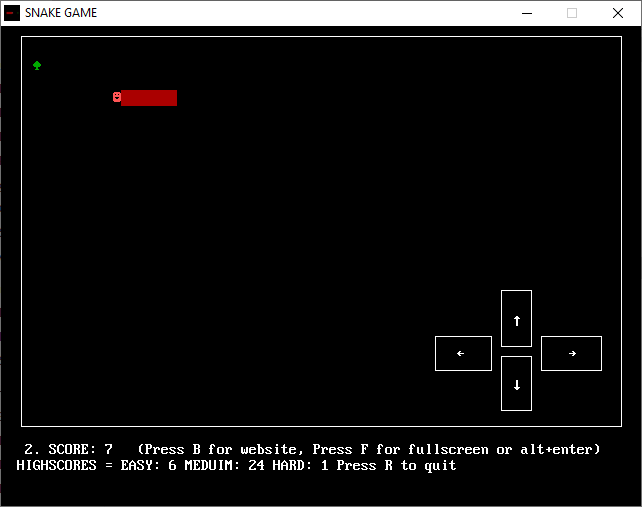 SNAKE GAME
↑
← →
↓
2. SCORE: 7 (Press B for website, Press F for fullscreen or alt+enter)
HIGHSCORES = EASY: 6 MEDUIM: 24 HARD: 1 Press R to quit